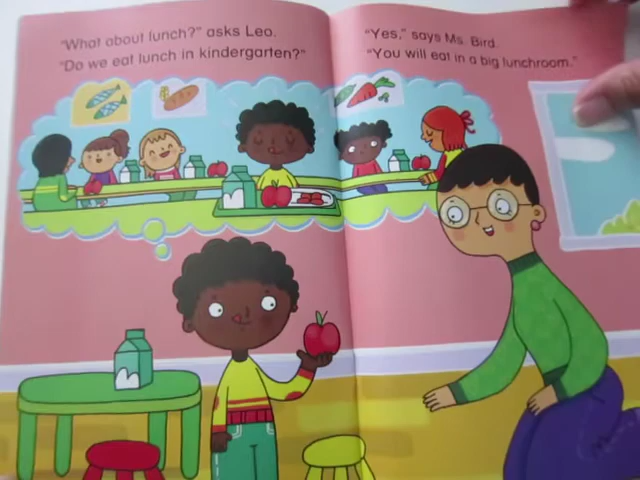 "What about lunch?" asks Leo.
"Do we eat lunch in kindergarten?"
"Yes," says Ms. Bird.
"You will eat in a big lunchroom."